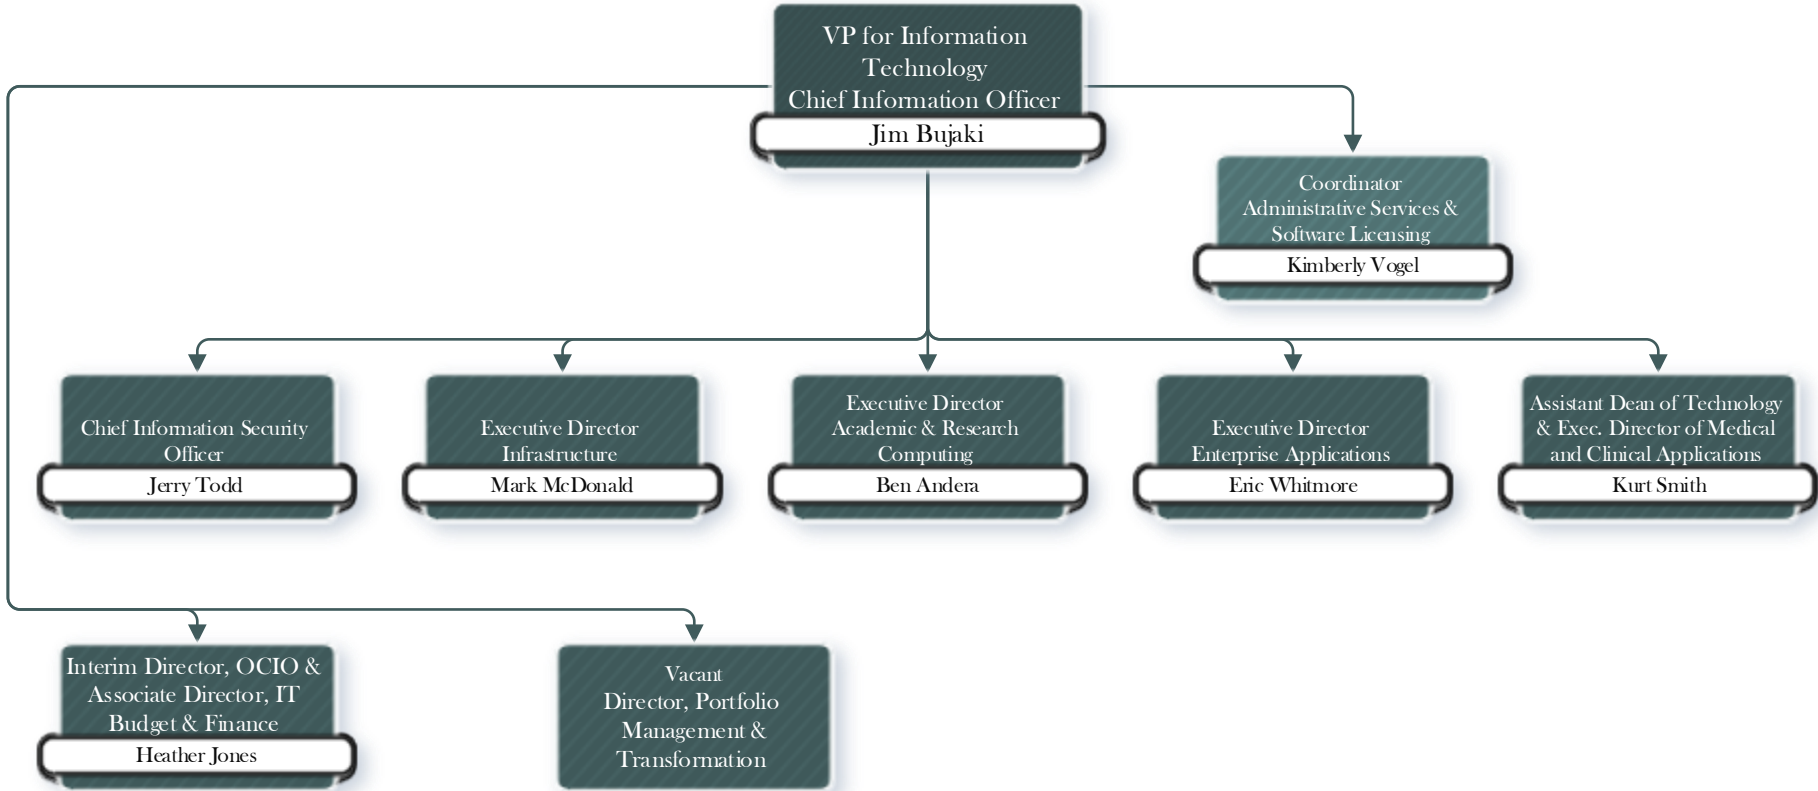 VP for Information
Technology
Chief Information Officer
Jim Bujaki
Coordinator
Administrative Services &
Software Licensing
Kimberly Vogel
Chief Information Security
Officer
Jerry Todd
Executive Director
Infrastructure
Mark McDonald
Executive Director
Academic & Research
Computing
Ben Andera
Executive Director
Enterprise Applications
Eric Whitmore
Assistant Dean of Technology
& Exec. Director of Medical
and Clinical Applications
Kurt Smith
Interim Director, OCIO &
Associate Director, IT
Budget & Finance
Heather Jones
Vacant
Director, Portfolio
Management &
Transformation